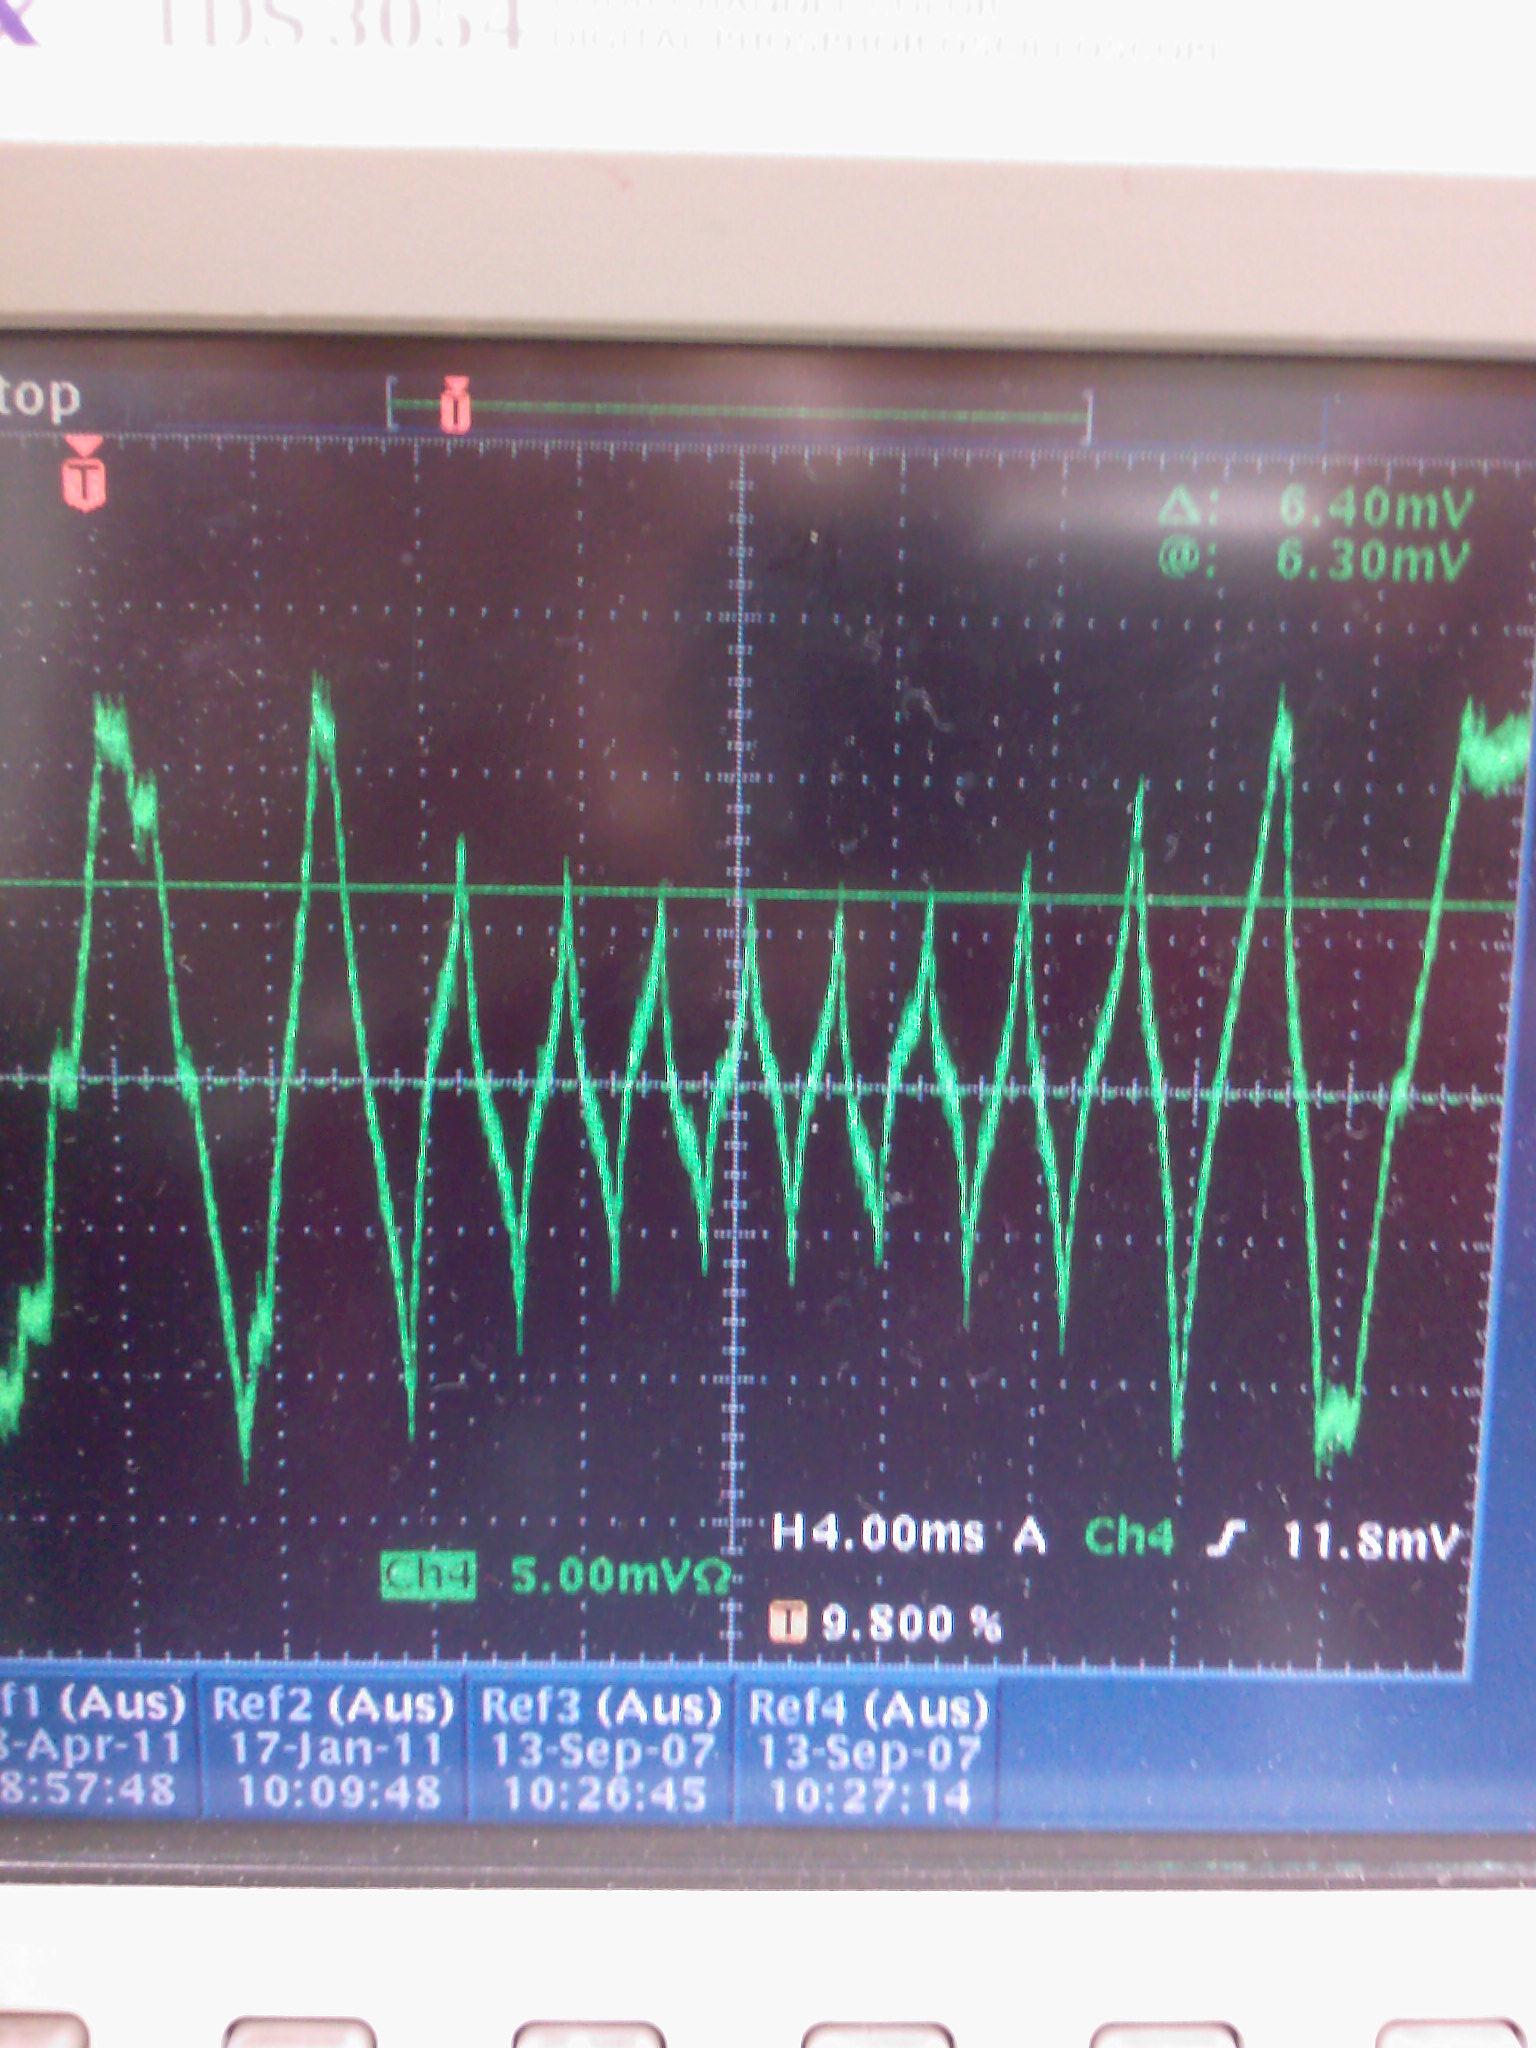 TDS 3054
DIGITAL PHOSPHOR OSCILLOSCOPE
top
T
T
Δ: 6.40mV
@: 6.30mV
H 4.00ms A Ch4 11.8mV
Ch4 5.00mVΩ
T 9.800 %
f1 (Aus) Ref2 (Aus) Ref3 (Aus) Ref4 (Aus)
-Apr-11 17-Jan-11 13-Sep-07 13-Sep-07
8:57:48 10:09:48 10:26:45 10:27:14